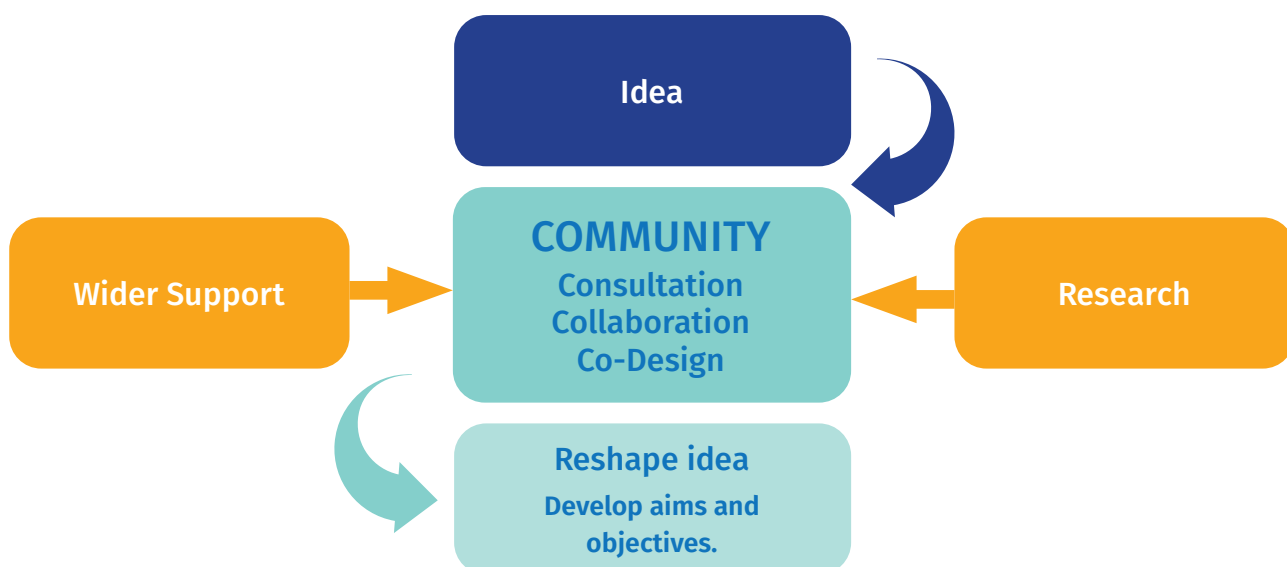 Idea
COMMUNITY
Consultation
Collaboration
Co-Design
Wider Support
Research
Reshape idea
Develop aims and
objectives.